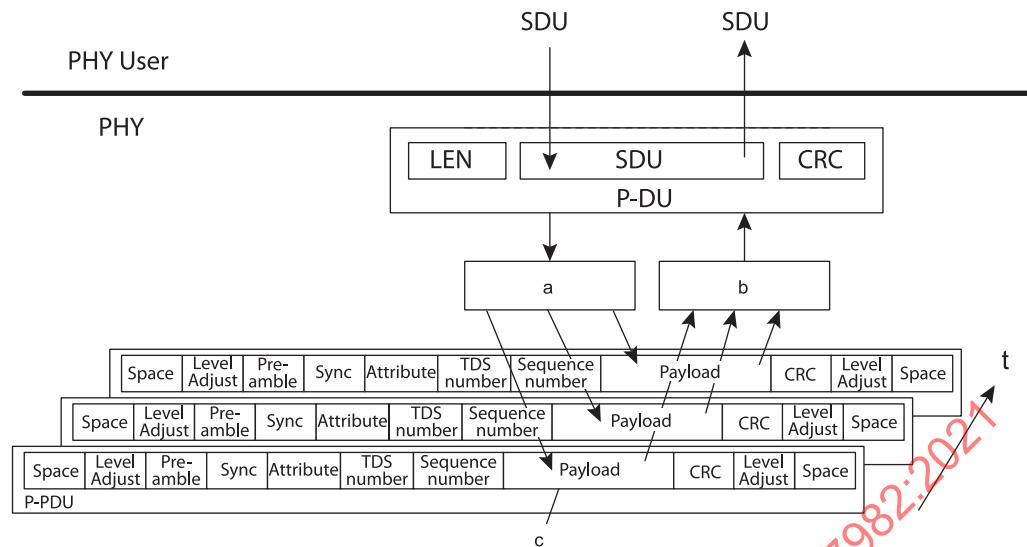 SDU SDU
PHY User
PHY
LEN SDU CRC
P-DU
a b
Space Level Adjust Pre-amble Sync Attribute TDS number Sequence number Payload CRC Level Adjust Space
t
Space Level Adjust Pre-amble Sync Attribute TDS number Sequence number Payload CRC Level Adjust Space
Space Level Adjust Pre-amble Sync Attribute TDS number Sequence number Payload CRC Level Adjust Space
P-PDU
c
982:2021